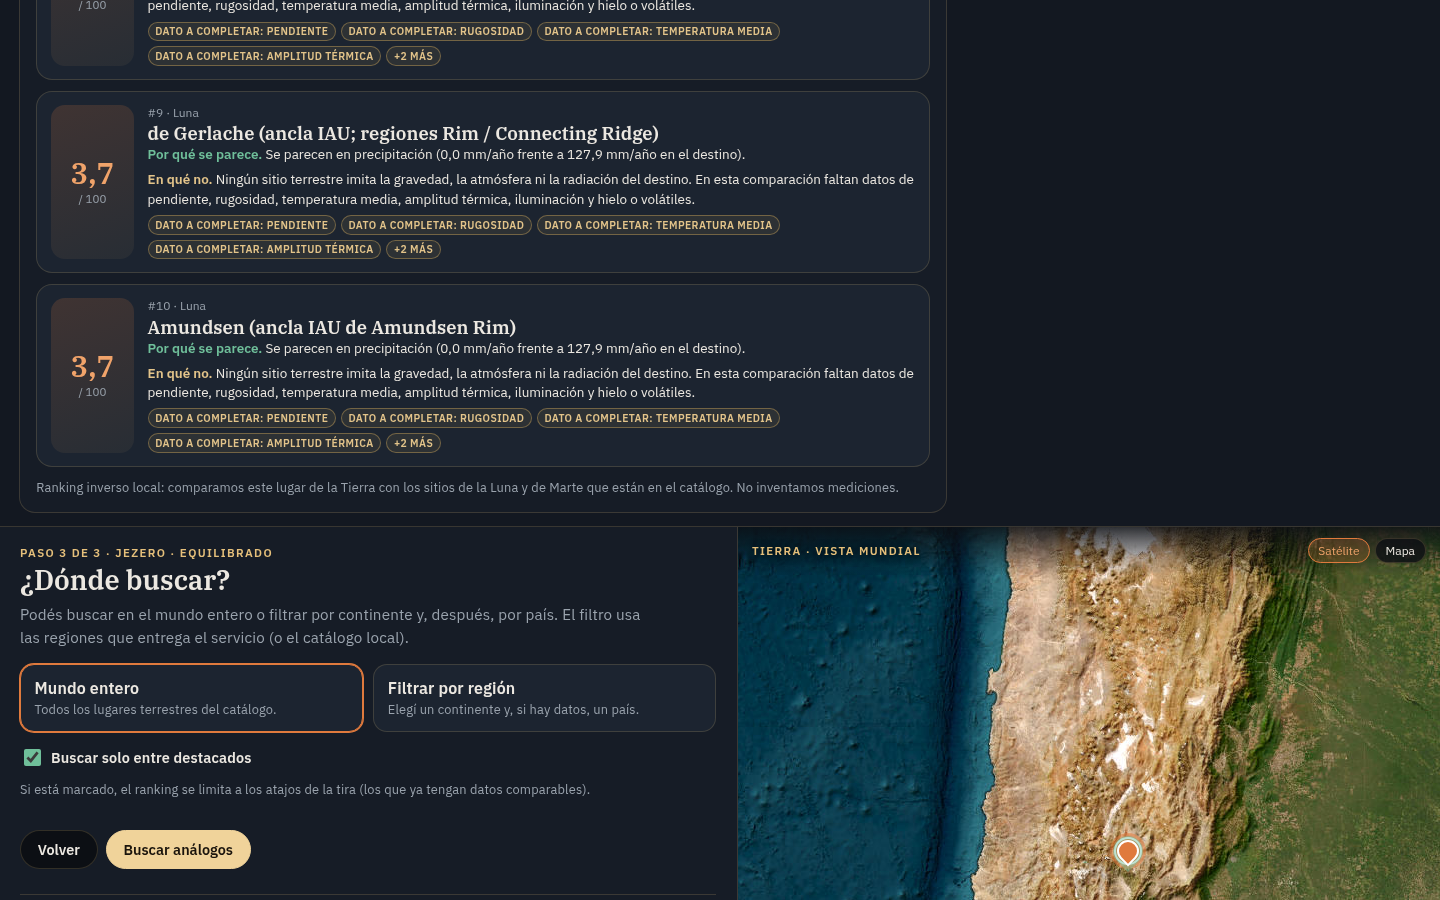 / 100
pendiente, rugosidad, temperatura media, amplitud térmica, iluminación y hielo o volátiles.
DATO A COMPLETAR: PENDIENTE
DATO A COMPLETAR: RUGOSIDAD
DATO A COMPLETAR: TEMPERATURA MEDIA
DATO A COMPLETAR: AMPLITUD TÉRMICA
+2 MÁS
3,7
/ 100
#9 · Luna
de Gerlache (ancla IAU; regiones Rim / Connecting Ridge)
Por qué se parece. Se parecen en precipitación (0,0 mm/año frente a 127,9 mm/año en el destino).
En qué no. Ningún sitio terrestre imita la gravedad, la atmósfera ni la radiación del destino. En esta comparación faltan datos de
pendiente, rugosidad, temperatura media, amplitud térmica, iluminación y hielo o volátiles.
DATO A COMPLETAR: PENDIENTE
DATO A COMPLETAR: RUGOSIDAD
DATO A COMPLETAR: TEMPERATURA MEDIA
DATO A COMPLETAR: AMPLITUD TÉRMICA
+2 MÁS
3,7
/ 100
#10 · Luna
Amundsen (ancla IAU de Amundsen Rim)
Por qué se parece. Se parecen en precipitación (0,0 mm/año frente a 127,9 mm/año en el destino).
En qué no. Ningún sitio terrestre imita la gravedad, la atmósfera ni la radiación del destino. En esta comparación faltan datos de
pendiente, rugosidad, temperatura media, amplitud térmica, iluminación y hielo o volátiles.
DATO A COMPLETAR: PENDIENTE
DATO A COMPLETAR: RUGOSIDAD
DATO A COMPLETAR: TEMPERATURA MEDIA
DATO A COMPLETAR: AMPLITUD TÉRMICA
+2 MÁS
Ranking inverso local: comparamos este lugar de la Tierra con los sitios de la Luna y de Marte que están en el catálogo. No inventamos mediciones.
PASO 3 DE 3 · JEZERO · EQUILIBRADO
¿Dónde buscar?
Podés buscar en el mundo entero o filtrar por continente y, después, por país. El filtro usa
las regiones que entrega el servicio (o el catálogo local).
Mundo entero
Todos los lugares terrestres del catálogo.
Filtrar por región
Elegí un continente y, si hay datos, un país.
Buscar solo entre destacados
Si está marcado, el ranking se limita a los atajos de la tira (los que ya tengan datos comparables).
Volver
Buscar análogos
TIERRA · VISTA MUNDIAL
Satélite
Mapa